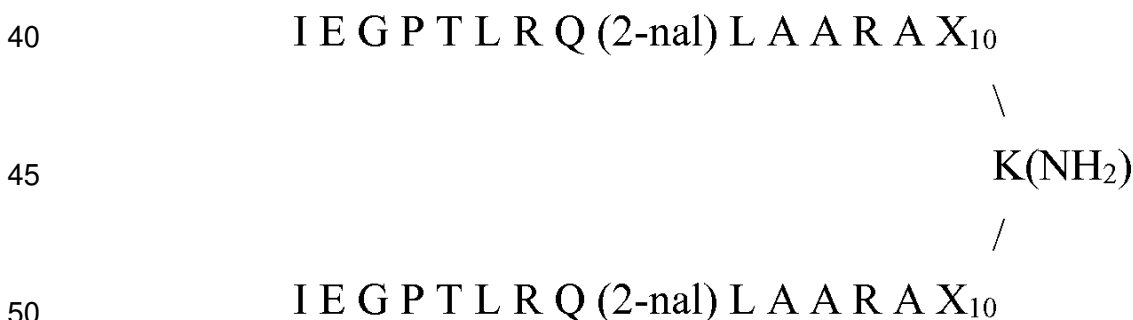 40 I E G P T L R Q (2-nal) L A A R A X₁₀
\
45 K(NH₂)
/
50 I E G P T L R Q (2-nal) L A A R A X₁₀